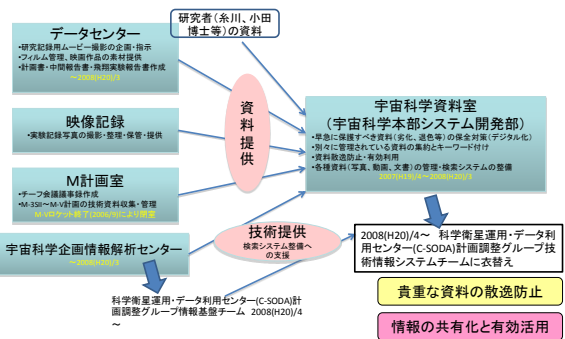 研究者(糸川、小田
博士等)の資料
データセンター
•研究記録用ムービー撮影の企画・指示
•フィルム管理、映画作品の素材提供
•計画書・中間報告書・飛翔実験報告書作成
～2008(H20)/3
映像記録
•実験記録写真の撮影・整理・保管・提供
M計画室
•チーフ会議議事録作成
•M-3SII～M-V計画の技術資料収集・管理
M-Vロケット終了(2006/9)により閉室
宇宙科学企画情報解析センター
～2008(H20)/3
資料提供
宇宙科学資料室
(宇宙科学本部システム開発部)
•早急に保護すべき資料(劣化、退色等)の保全対策(デジタル化)
•別々に管理されている資料の集約とキーワード付け
•資料散逸防止・有効利用
•各種資料(写真、動画、文書)の管理・検索システムの整備
2007(H19)/4～2008(H20)/3
技術提供
検索システム整備へ
の支援
科学衛星運用・データ利用センター(C-SODA)計
画調整グループ情報基盤チーム 2008(H20)/4
～
2008(H20)/4～ 科学衛星運用・データ利
用センター(C-SODA)計画調整グループ技
術情報システムチームに衣替え
貴重な資料の散逸防止
情報の共有化と有効活用